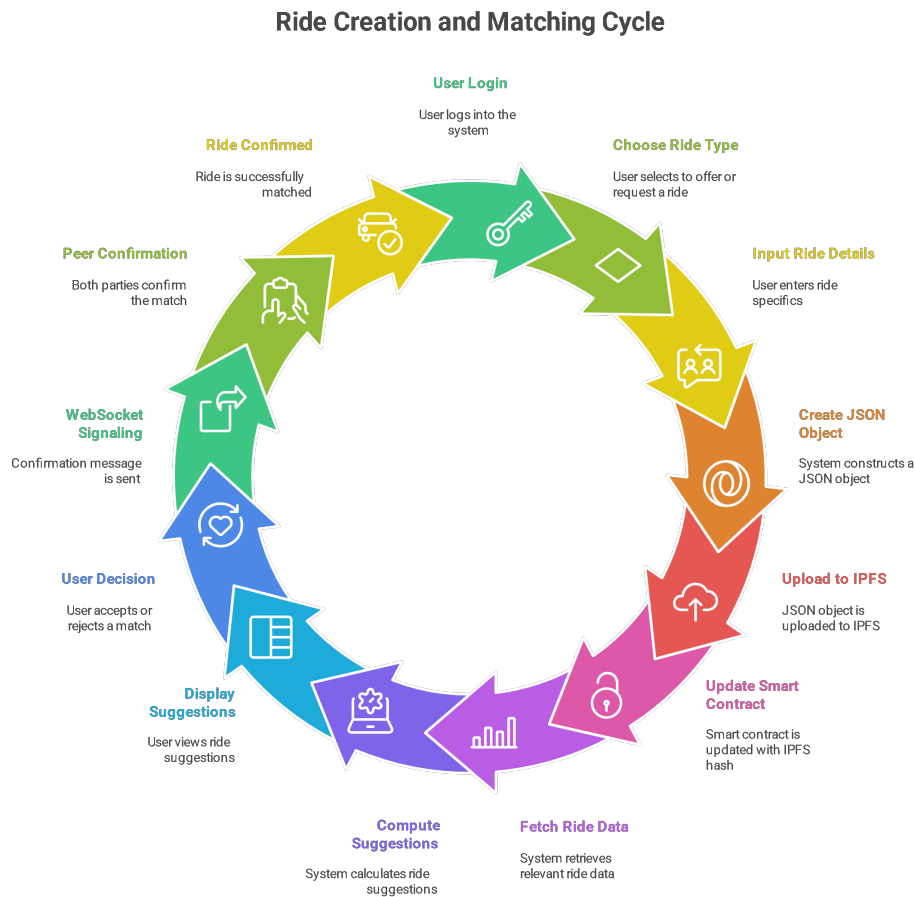 Ride Creation and Matching Cycle
User Login
User logs into the
system
Choose Ride Type
User selects to offer or
request a ride
Input Ride Details
User enters ride
specifics
Create JSON
Object
System constructs a
JSON object
Upload to IPFS
JSON object is
uploaded to IPFS
Update Smart
Contract
Smart contract is
updated with IPFS
hash
Fetch Ride Data
System retrieves
relevant ride data
Compute
Suggestions
System calculates ride
suggestions
Display
Suggestions
User views ride
suggestions
User Decision
User accepts or
rejects a match
WebSocket
Signaling
Confirmation message
is sent
Peer Confirmation
Both parties confirm
the match
Ride Confirmed
Ride is successfully
matched